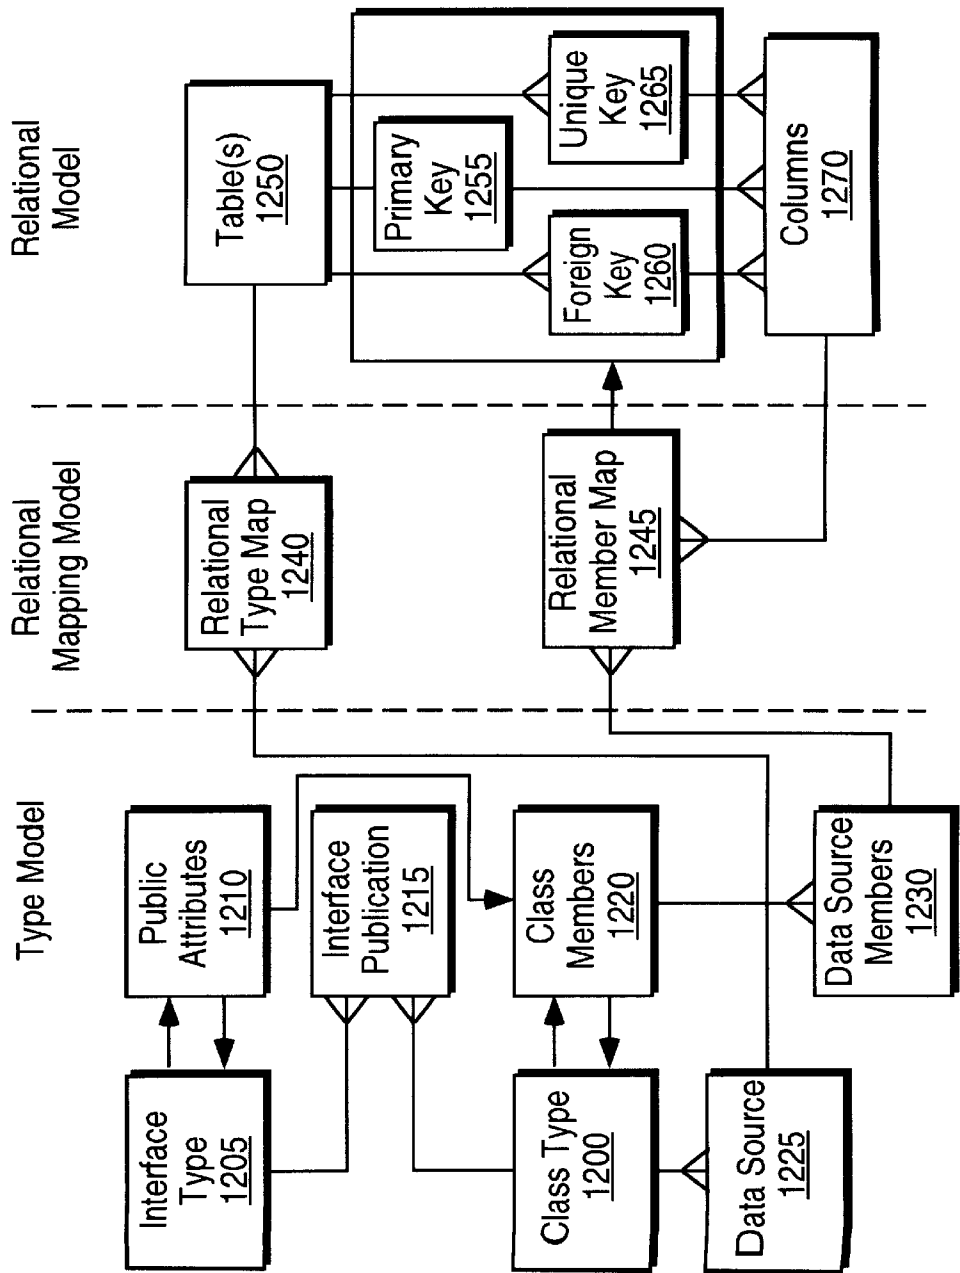 Type Model
Relational
Mapping Model
Relational
Model
Interface
Type
1205
Public
Attributes
1210
Interface
Publication
1215
Class Type
1200
Class
Members
1220
Data Source
1225
Data Source
Members
1230
Relational
Type Map
1240
Relational
Member Map
1245
Table(s)
1250
Primary
Key
1255
Foreign
Key
1260
Unique
Key
1265
Columns
1270